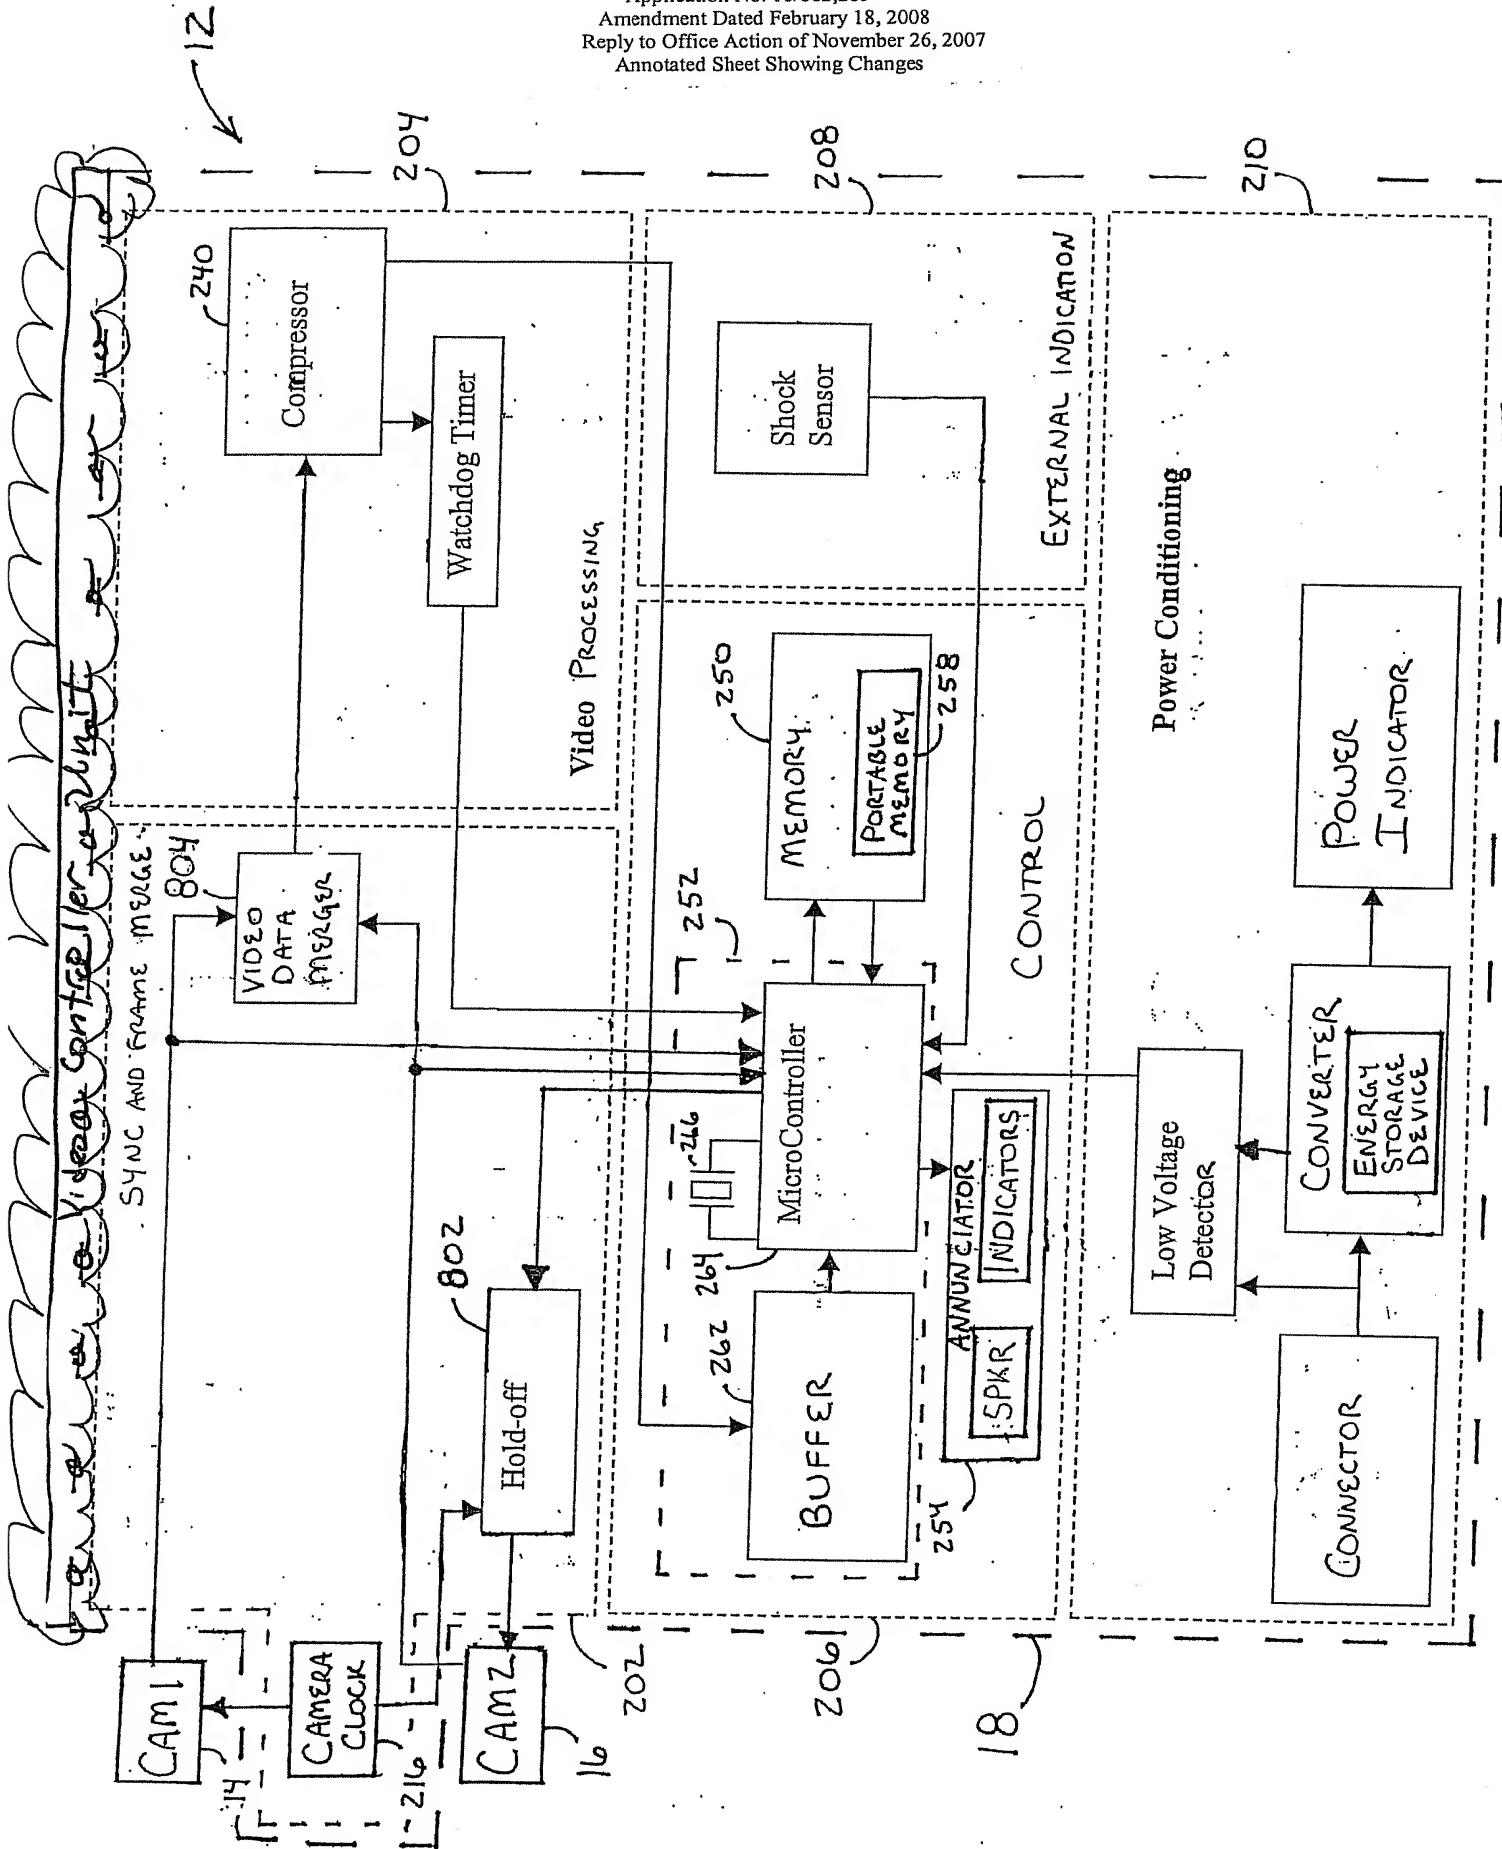 Amendment Dated February 18, 2008
Reply to Office Action of November 26, 2007
Annotated Sheet Showing Changes
12
Video Controller Unit
SYNC AND FRAME MERGE
204
240
Compressor
Watchdog Timer
Video PROCESSING
804
VIDEO
DATA
MERGER
802
Hold-off
CAM1
14
CAMERA
CLOCK
216
CAM2
16
202
208
Shock
Sensor
EXTERNAL INDICATION
250
MEMORY
PORTABLE
MEMORY
258
252
CONTROL
MicroController
264
266
262
BUFFER
ANNUNCIATOR
INDICATORS
SPKR
254
206
18
210
Power Conditioning
POWER
INDICATOR
CONVERTER
ENERGY
STORAGE
DEVICE
Low Voltage
Detector
CONNECTOR